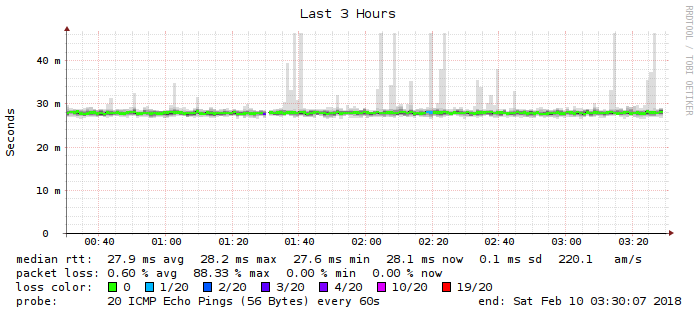 Last 3 Hours
RRDTOOL / TOBI OETIKER
Seconds
40 m
30 m
20 m
10 m
0
00:40 01:00 01:20 01:40 02:00 02:20 02:40 03:00 03:20
median rtt: 27.9 ms avg 28.2 ms max 27.6 ms min 28.1 ms now 0.1 ms sd 220.1 am/s
packet loss: 0.60 % avg 88.33 % max 0.00 % min 0.00 % now
loss color: 0 1/20 2/20 3/20 4/20 10/20 19/20
probe: 20 ICMP Echo Pings (56 Bytes) every 60s end: Sat Feb 10 03:30:07 2018